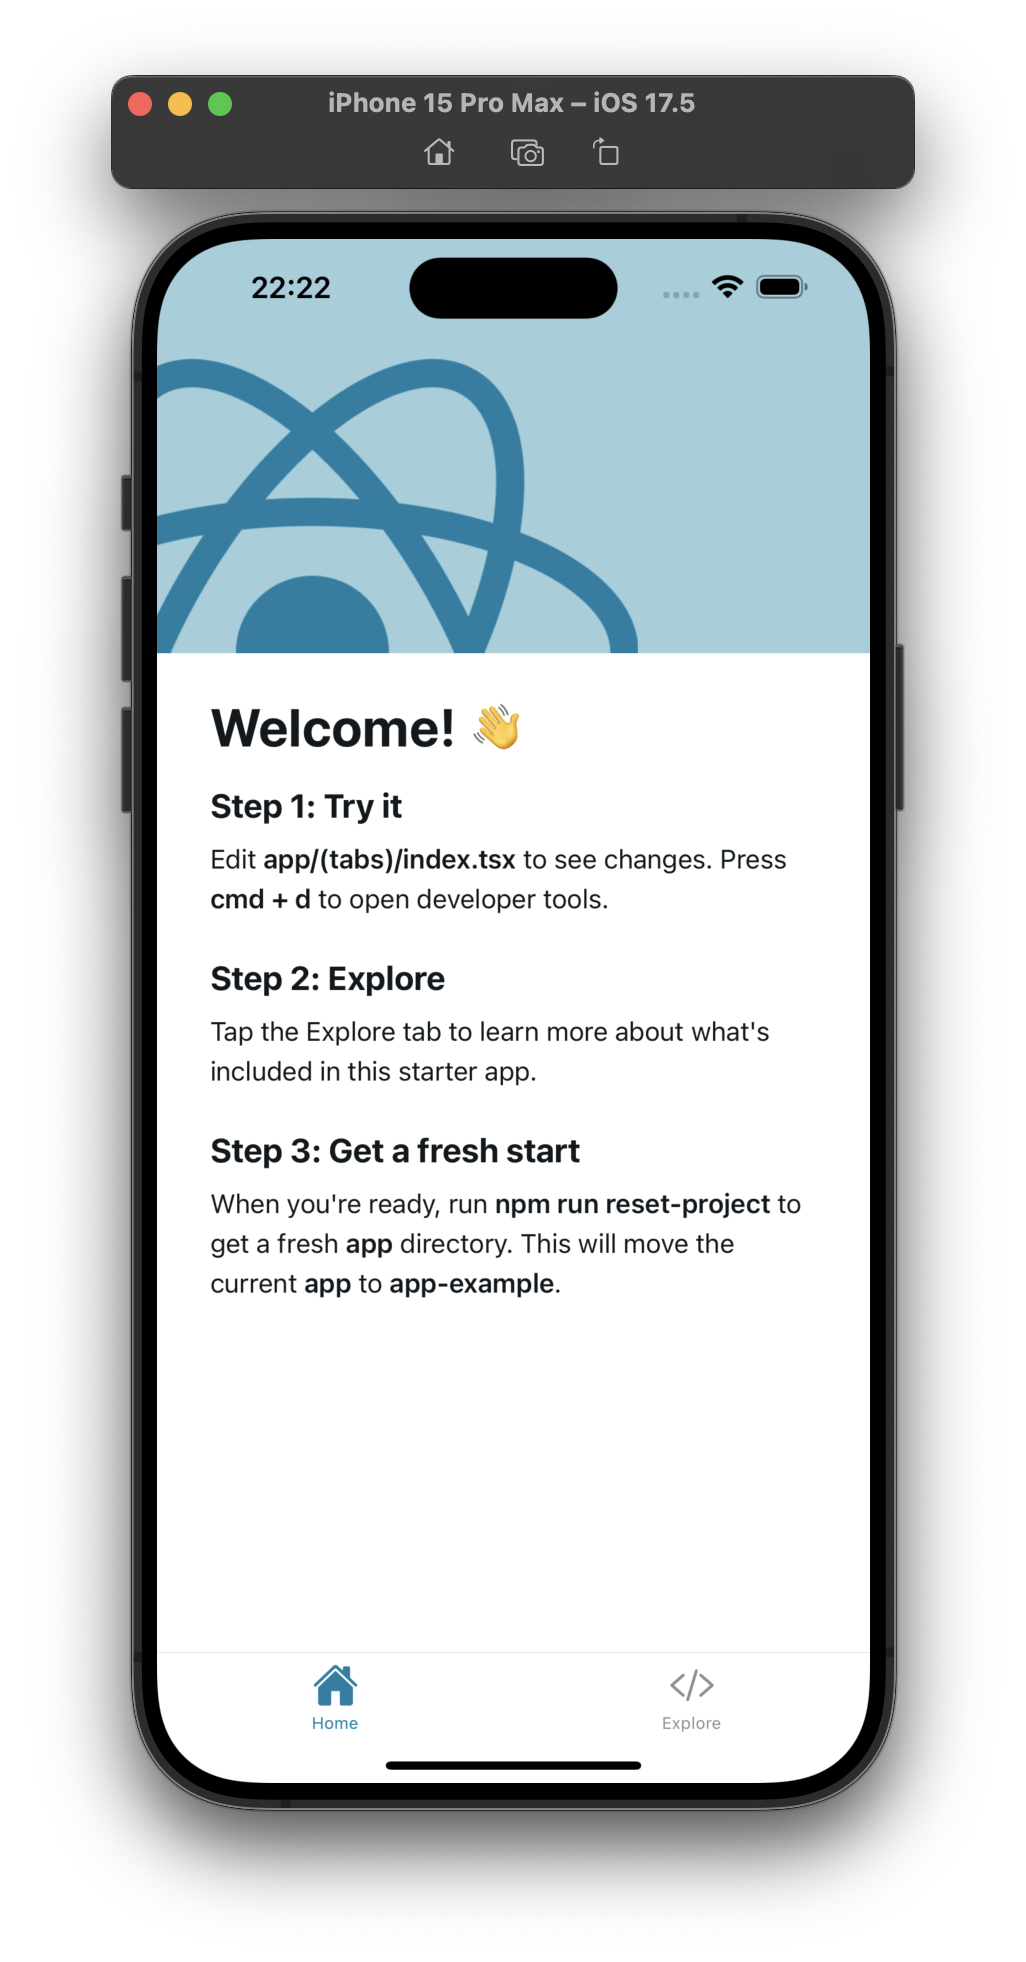 iPhone 15 Pro Max – iOS 17.5
22:22
Welcome! 👋
Step 1: Try it
Edit app/(tabs)/index.tsx to see changes. Press
cmd + d to open developer tools.
Step 2: Explore
Tap the Explore tab to learn more about what's
included in this starter app.
Step 3: Get a fresh start
When you're ready, run npm run reset-project to
get a fresh app directory. This will move the
current app to app-example.
Home
Explore